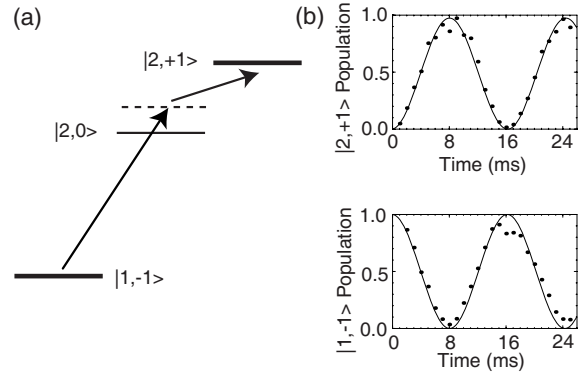 (a)
|2,+1>
|2,0>
|1,-1>
(b)
|2,+1> Population
1.0
0.5
0.0
0 8 16 24
Time (ms)
|1,-1> Population
1.0
0.5
0.0
0 8 16 24
Time (ms)